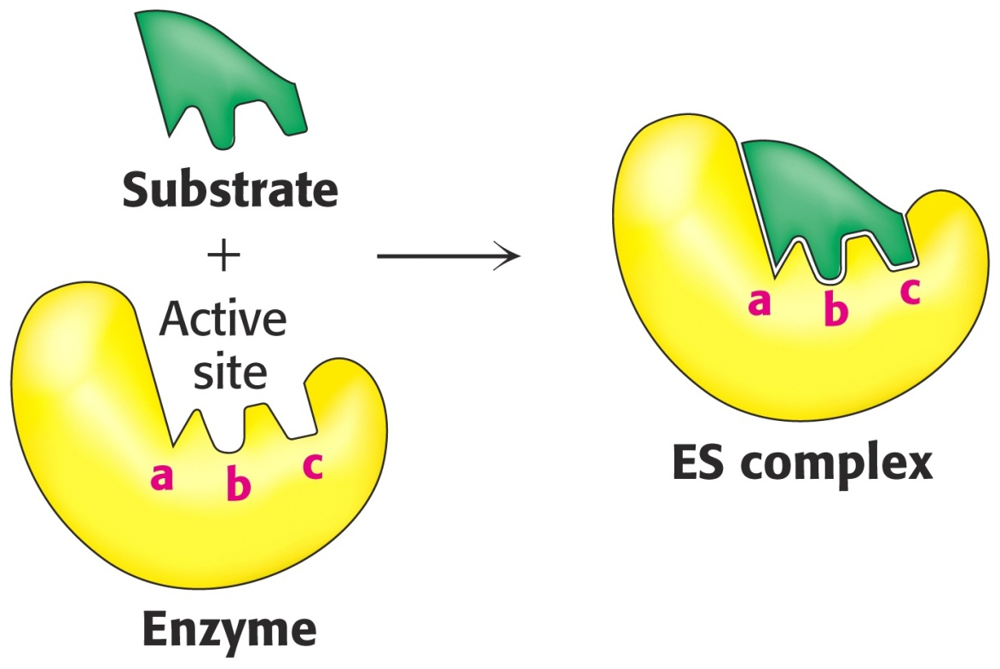 Substrate
+
Active
site
a b c
Enzyme
a b c
ES complex